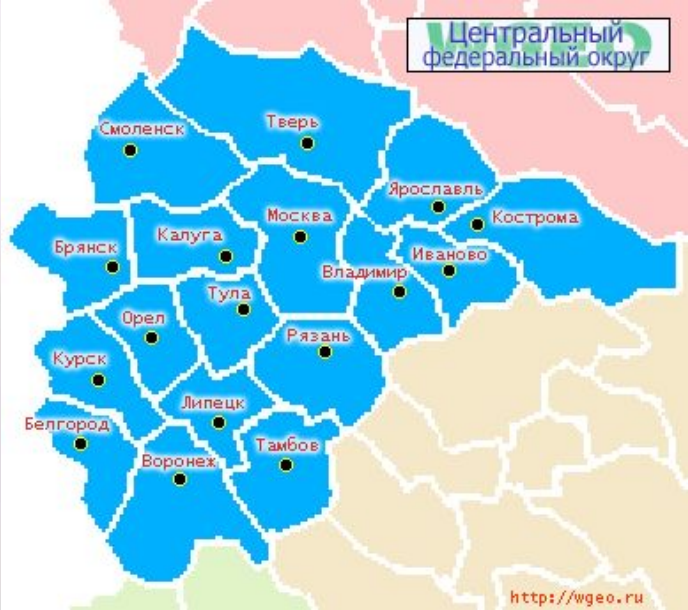 Центральный
федеральный округ
WGEO
Смоленск
Тверь
Ярославль
Кострома
Москва
Калуга
Брянск
Иваново
Владимир
Тула
Орел
Рязань
Курск
Липецк
Белгород
Тамбов
Воронеж
http://wgeo.ru